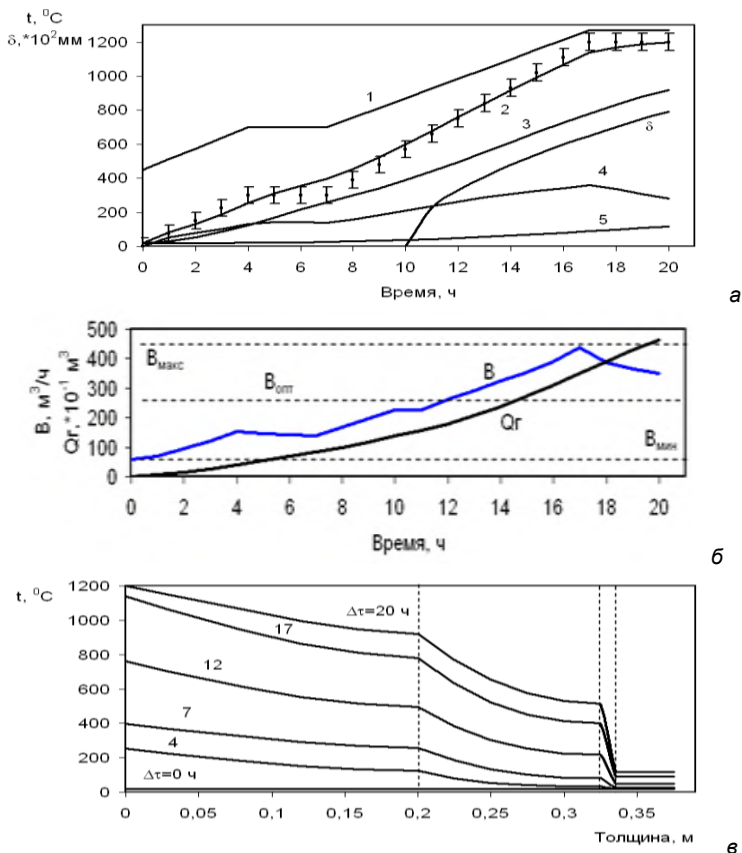 t, ⁰C
δ,*10²мм
1200
1000
800
600
400
200
0
1
2
3
δ
4
5
0 2 4 6 8 10 12 14 16 18 20
Время, ч
а
В, м³/ч
Qг,*10⁻¹ м³
500
400
300
200
100
0
Вмакс
Вопт
В
Qг
Вмин
0 2 4 6 8 10 12 14 16 18 20
Время, ч
б
t, ⁰C
1200
1000
800
600
400
200
0
Δτ=20 ч
17
12
7
4
Δτ=0 ч
0 0,05 0,1 0,15 0,2 0,25 0,3 0,35
Толщина, м
в